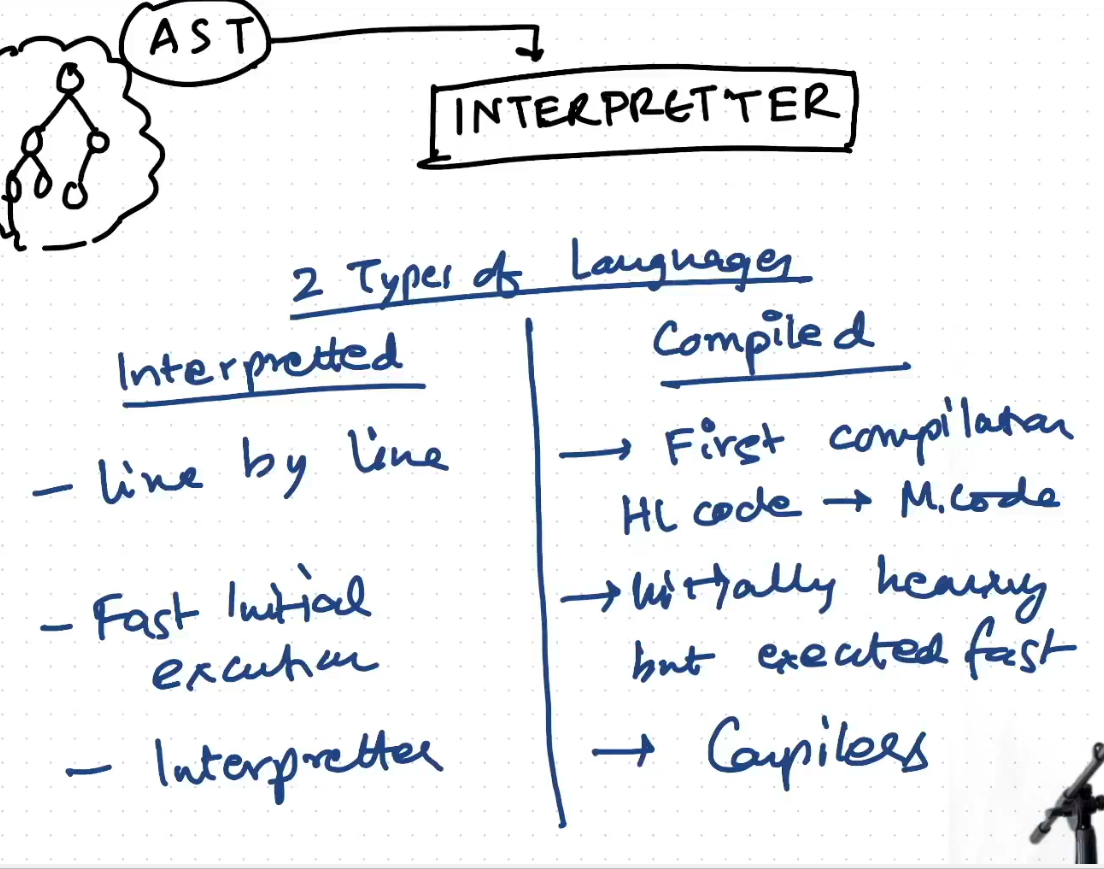 AST
INTERPRETTER
2 Types of Languages
Interpretted
- line by line
- Fast Initial
execution
- Interpretter
Compiled
→ First compilation
HL code → M.code
→ Initially heavy
but executed fast
→ Compilers